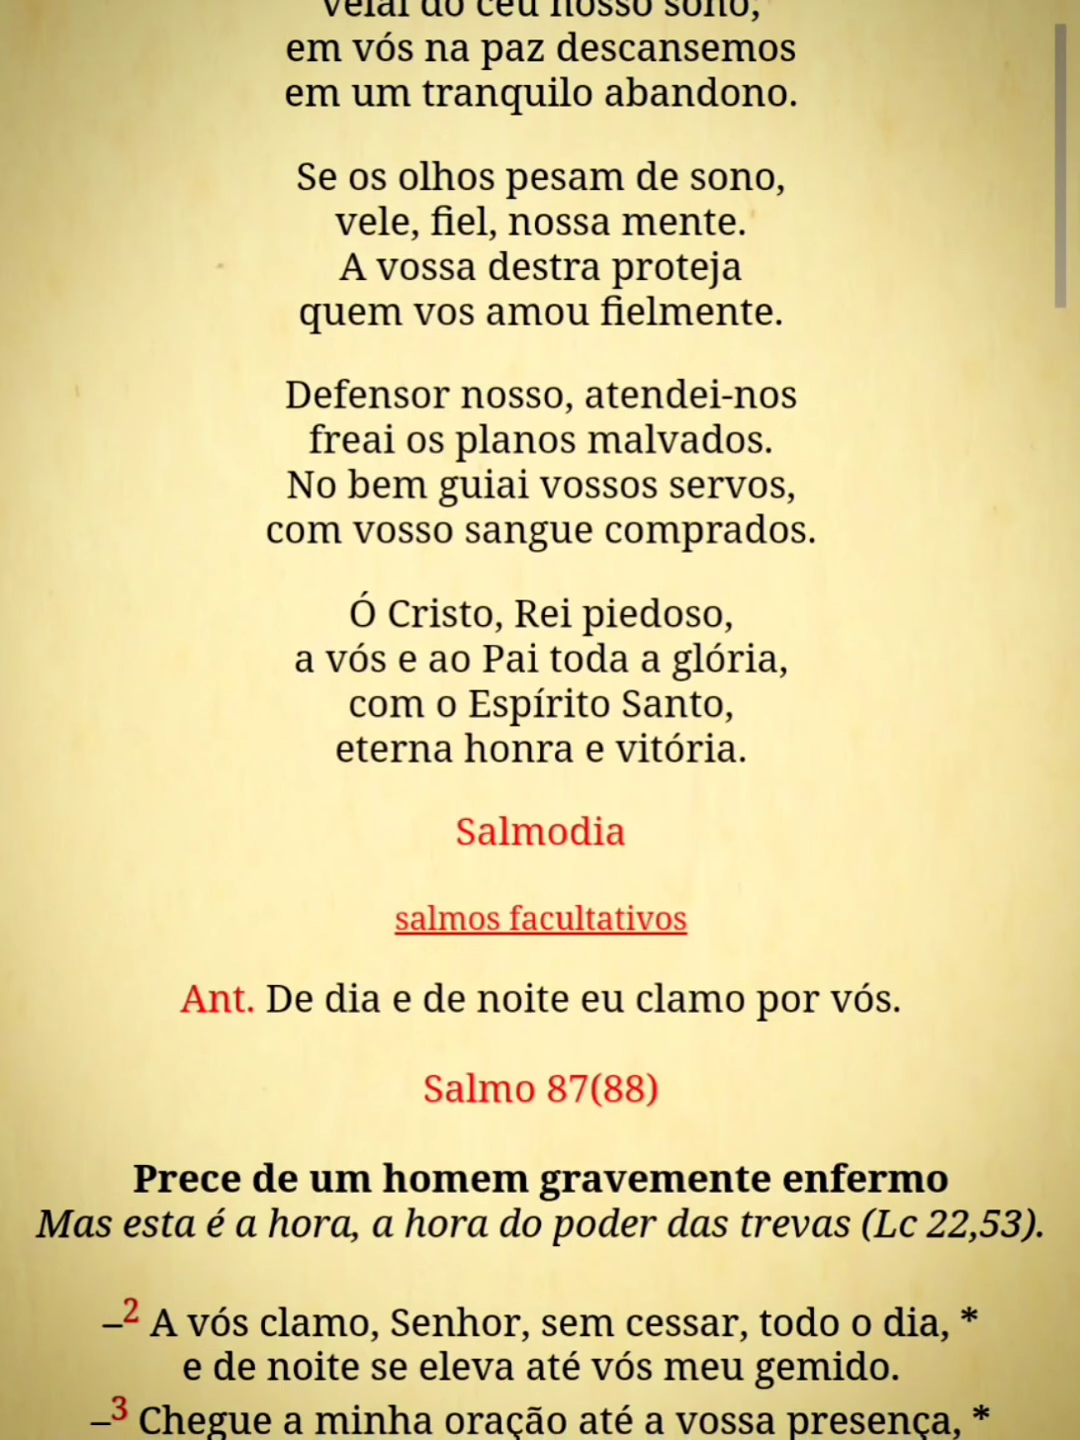 velai do céu nosso sono,
em vós na paz descansemos
em um tranquilo abandono.
Se os olhos pesam de sono,
vele, fiel, nossa mente.
A vossa destra proteja
quem vos amou fielmente.
Defensor nosso, atendei-nos
freai os planos malvados.
No bem guiai vossos servos,
com vosso sangue comprados.
Ó Cristo, Rei piedoso,
a vós e ao Pai toda a glória,
com o Espírito Santo,
eterna honra e vitória.
Salmodia
salmos facultativos
Ant. De dia e de noite eu clamo por vós.
Salmo 87(88)
Prece de um homem gravemente enfermo
Mas esta é a hora, a hora do poder das trevas (Lc 22,53).
–2 A vós clamo, Senhor, sem cessar, todo o dia, *
e de noite se eleva até vós meu gemido.
–3 Chegue a minha oração até a vossa presença, *